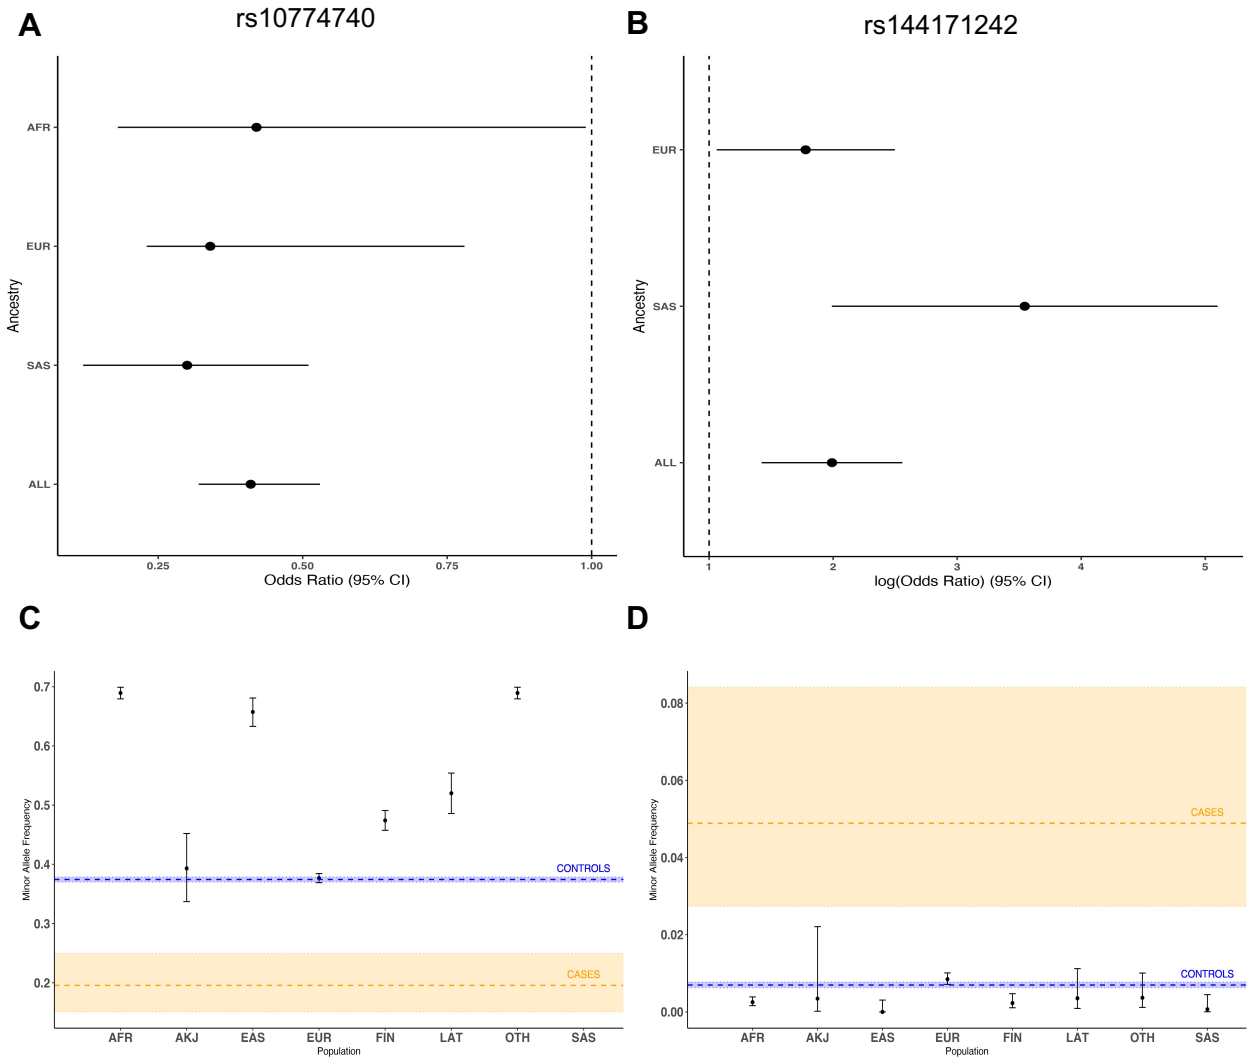 A
rs10774740
AFR
EUR
SAS
ALL
Ancestry
0.25 0.50 0.75 1.00
Odds Ratio (95% CI)
B
rs144171242
EUR
SAS
ALL
Ancestry
1 2 3 4 5
log(Odds Ratio) (95% CI)
C
0.7
0.6
0.5
0.4
0.3
0.2
Minor Allele Frequency
CONTROLS
CASES
AFR AKJ EAS EUR FIN LAT OTH SAS
Population
D
0.08
0.06
0.04
0.02
0.00
Minor Allele Frequency
CASES
CONTROLS
AFR AKJ EAS EUR FIN LAT OTH SAS
Population